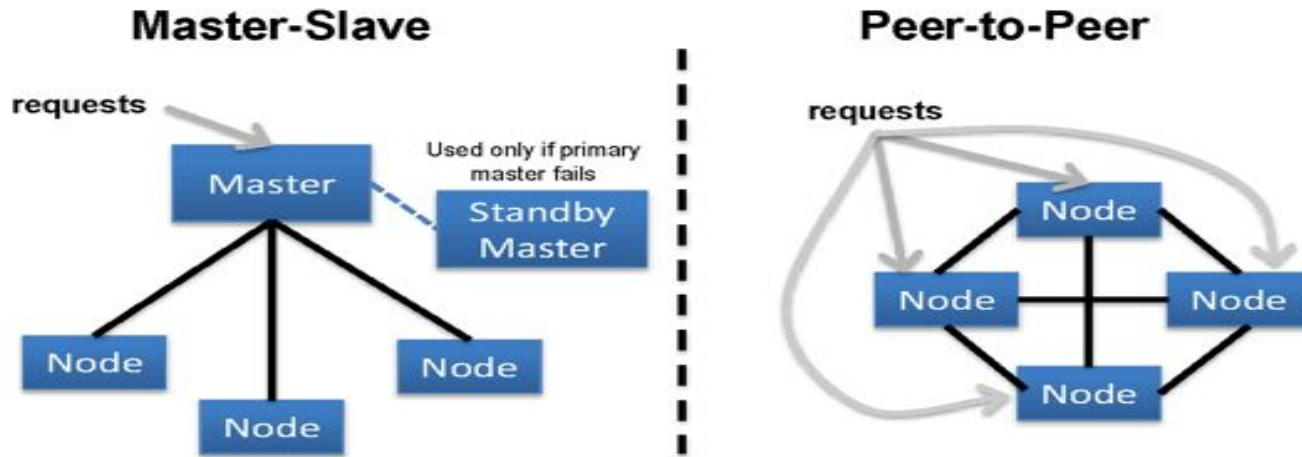 Master-Slave
requests
Master
Used only if primary
master fails
Standby
Master
Node
Node
Node
Peer-to-Peer
requests
Node
Node
Node
Node